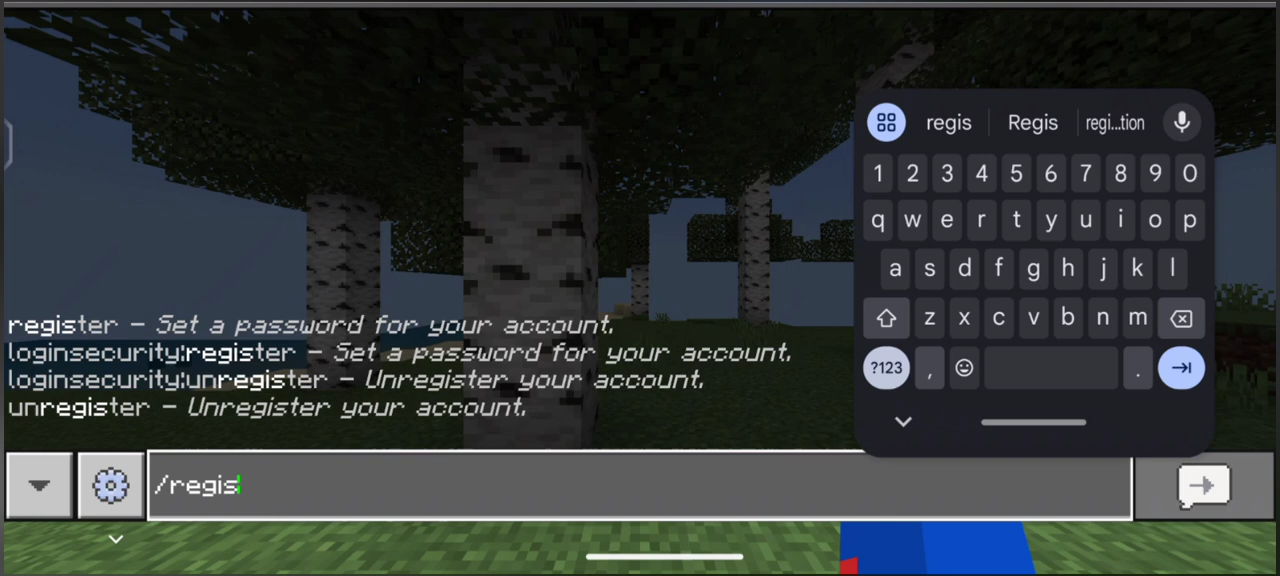 regis Regis regi...tion
1 2 3 4 5 6 7 8 9 0
q w e r t y u i o p
a s d f g h j k l
z x c v b n m
?123 , .
register - Set a password for your account.
loginsecurity:register - Set a password for your account.
loginsecurity:unregister - Unregister your account.
unregister - Unregister your account.
/regis